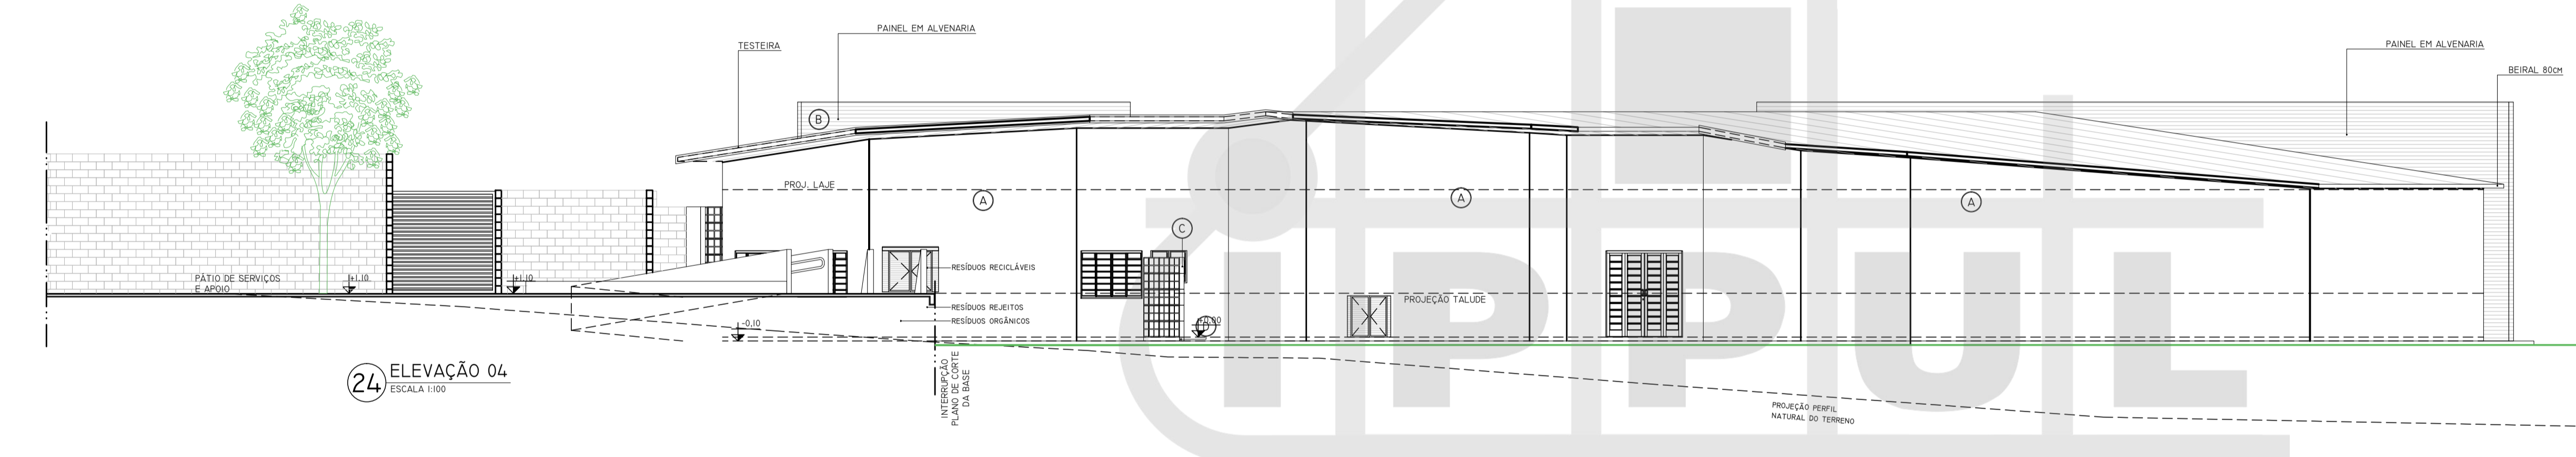 PAINEL EM ALVENARIA
TESTEIRA
PAINEL EM ALVENARIA
BEIRAL 80CM
B
PROJ. LAJE
A
A
A
C
PÁTIO DE SERVIÇOS
E APOIO
+1,10
+1,10
RESÍDUOS RECICLÁVEIS
RESÍDUOS REJEITOS
RESÍDUOS ORGÂNICOS
-0,10
PROJEÇÃO TALUDE
±0,00
D
24
ELEVAÇÃO 04
ESCALA 1:100
INTERRUPÇÃO
PLANO DE CORTE
DA BASE
PROJEÇÃO PERFIL
NATURAL DO TERRENO
IPPUL